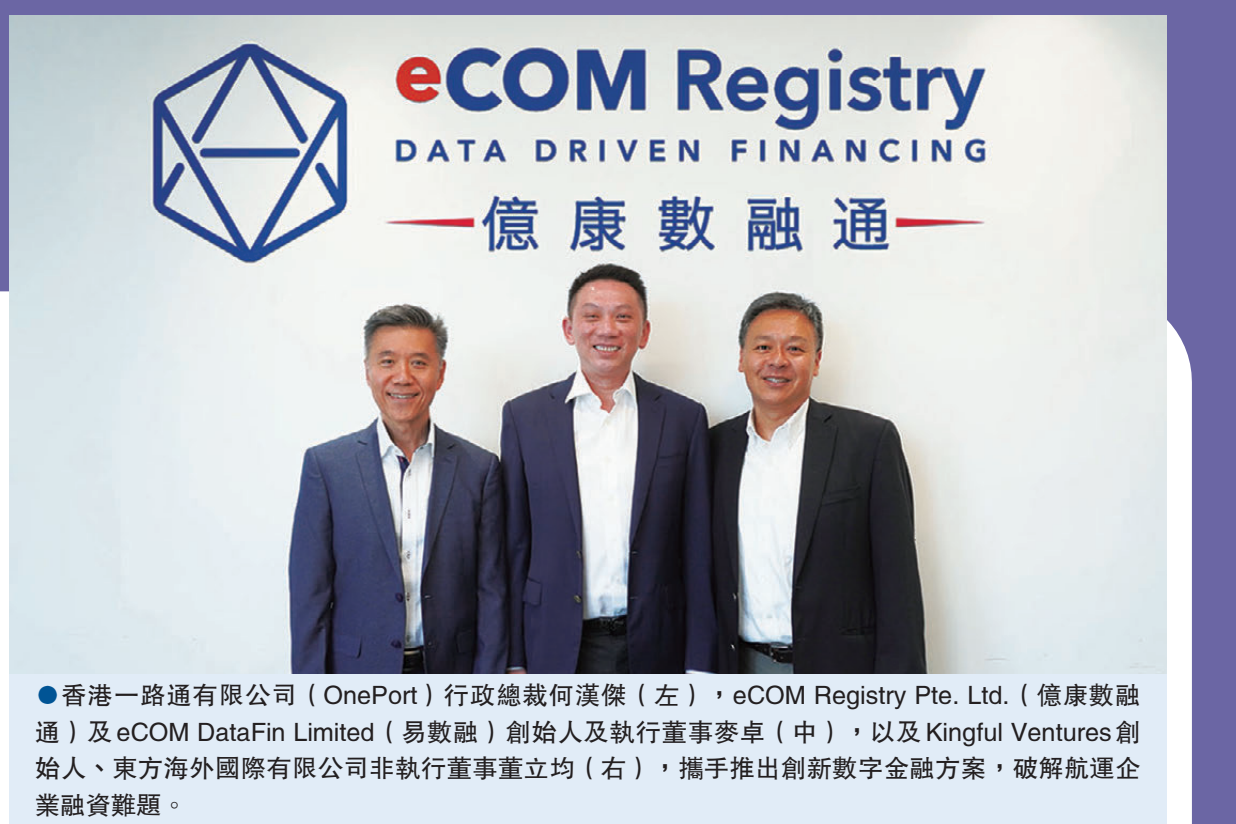 eCOM Registry
DATA DRIVEN FINANCING
億康數融通
●香港一路通有限公司（OnePort）行政總裁何漢傑（左），eCOM Registry Pte. Ltd.（億康數融
通）及eCOM DataFin Limited（易數融）創始人及執行董事麥卓（中），以及Kingful Ventures創
始人、東方海外國際有限公司非執行董事董立均（右），攜手推出創新數字金融方案，破解航運企
業融資難題。